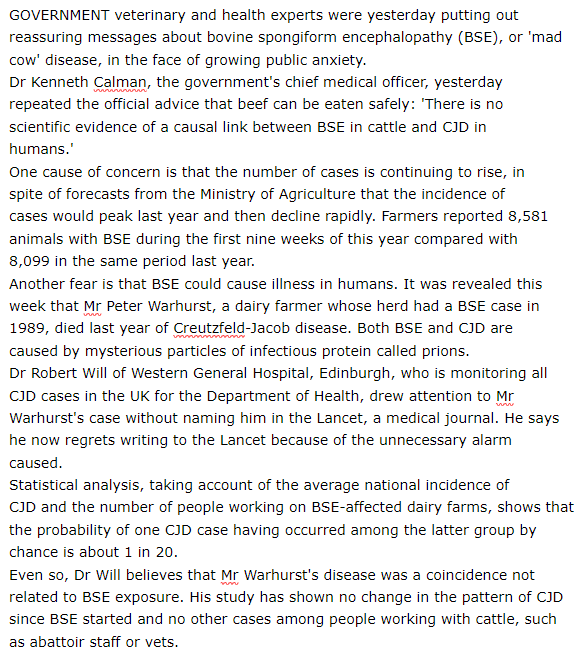 GOVERNMENT veterinary and health experts were yesterday putting out
reassuring messages about bovine spongiform encephalopathy (BSE), or 'mad
cow' disease, in the face of growing public anxiety.
Dr Kenneth Calman, the government's chief medical officer, yesterday
repeated the official advice that beef can be eaten safely: 'There is no
scientific evidence of a causal link between BSE in cattle and CJD in
humans.'
One cause of concern is that the number of cases is continuing to rise, in
spite of forecasts from the Ministry of Agriculture that the incidence of
cases would peak last year and then decline rapidly. Farmers reported 8,581
animals with BSE during the first nine weeks of this year compared with
8,099 in the same period last year.
Another fear is that BSE could cause illness in humans. It was revealed this
week that Mr Peter Warhurst, a dairy farmer whose herd had a BSE case in
1989, died last year of Creutzfeld-Jacob disease. Both BSE and CJD are
caused by mysterious particles of infectious protein called prions.
Dr Robert Will of Western General Hospital, Edinburgh, who is monitoring all
CJD cases in the UK for the Department of Health, drew attention to Mr
Warhurst's case without naming him in the Lancet, a medical journal. He says
he now regrets writing to the Lancet because of the unnecessary alarm
caused.
Statistical analysis, taking account of the average national incidence of
CJD and the number of people working on BSE-affected dairy farms, shows that
the probability of one CJD case having occurred among the latter group by
chance is about 1 in 20.
Even so, Dr Will believes that Mr Warhurst's disease was a coincidence not
related to BSE exposure. His study has shown no change in the pattern of CJD
since BSE started and no other cases among people working with cattle, such
as abattoir staff or vets.